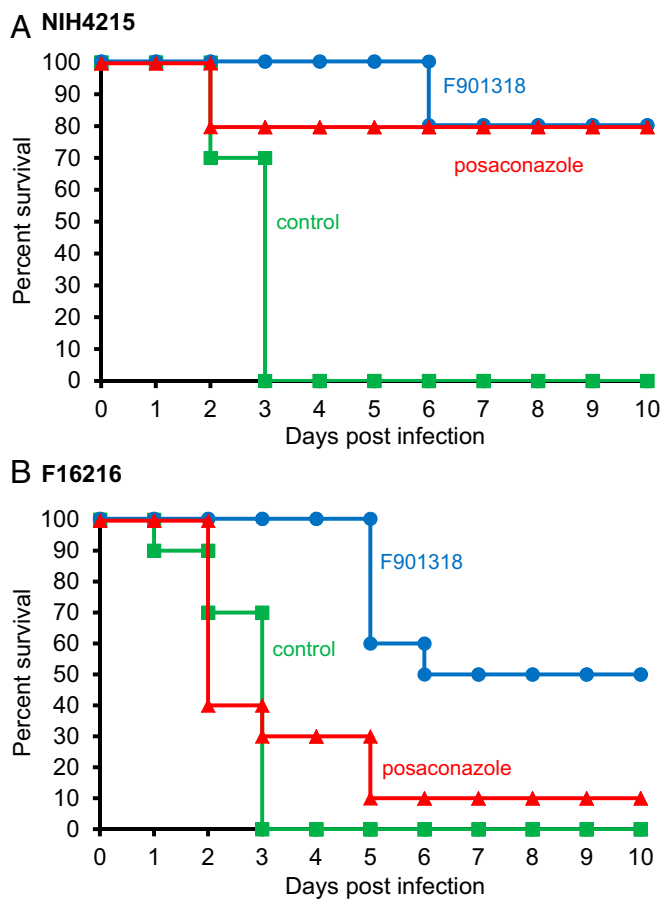 A NIH4215
100
90
80
70
60
50
40
30
20
10
0
Percent survival
F901318
posaconazole
control
0 1 2 3 4 5 6 7 8 9 10
Days post infection
B F16216
100
90
80
70
60
50
40
30
20
10
0
Percent survival
F901318
control
posaconazole
0 1 2 3 4 5 6 7 8 9 10
Days post infection